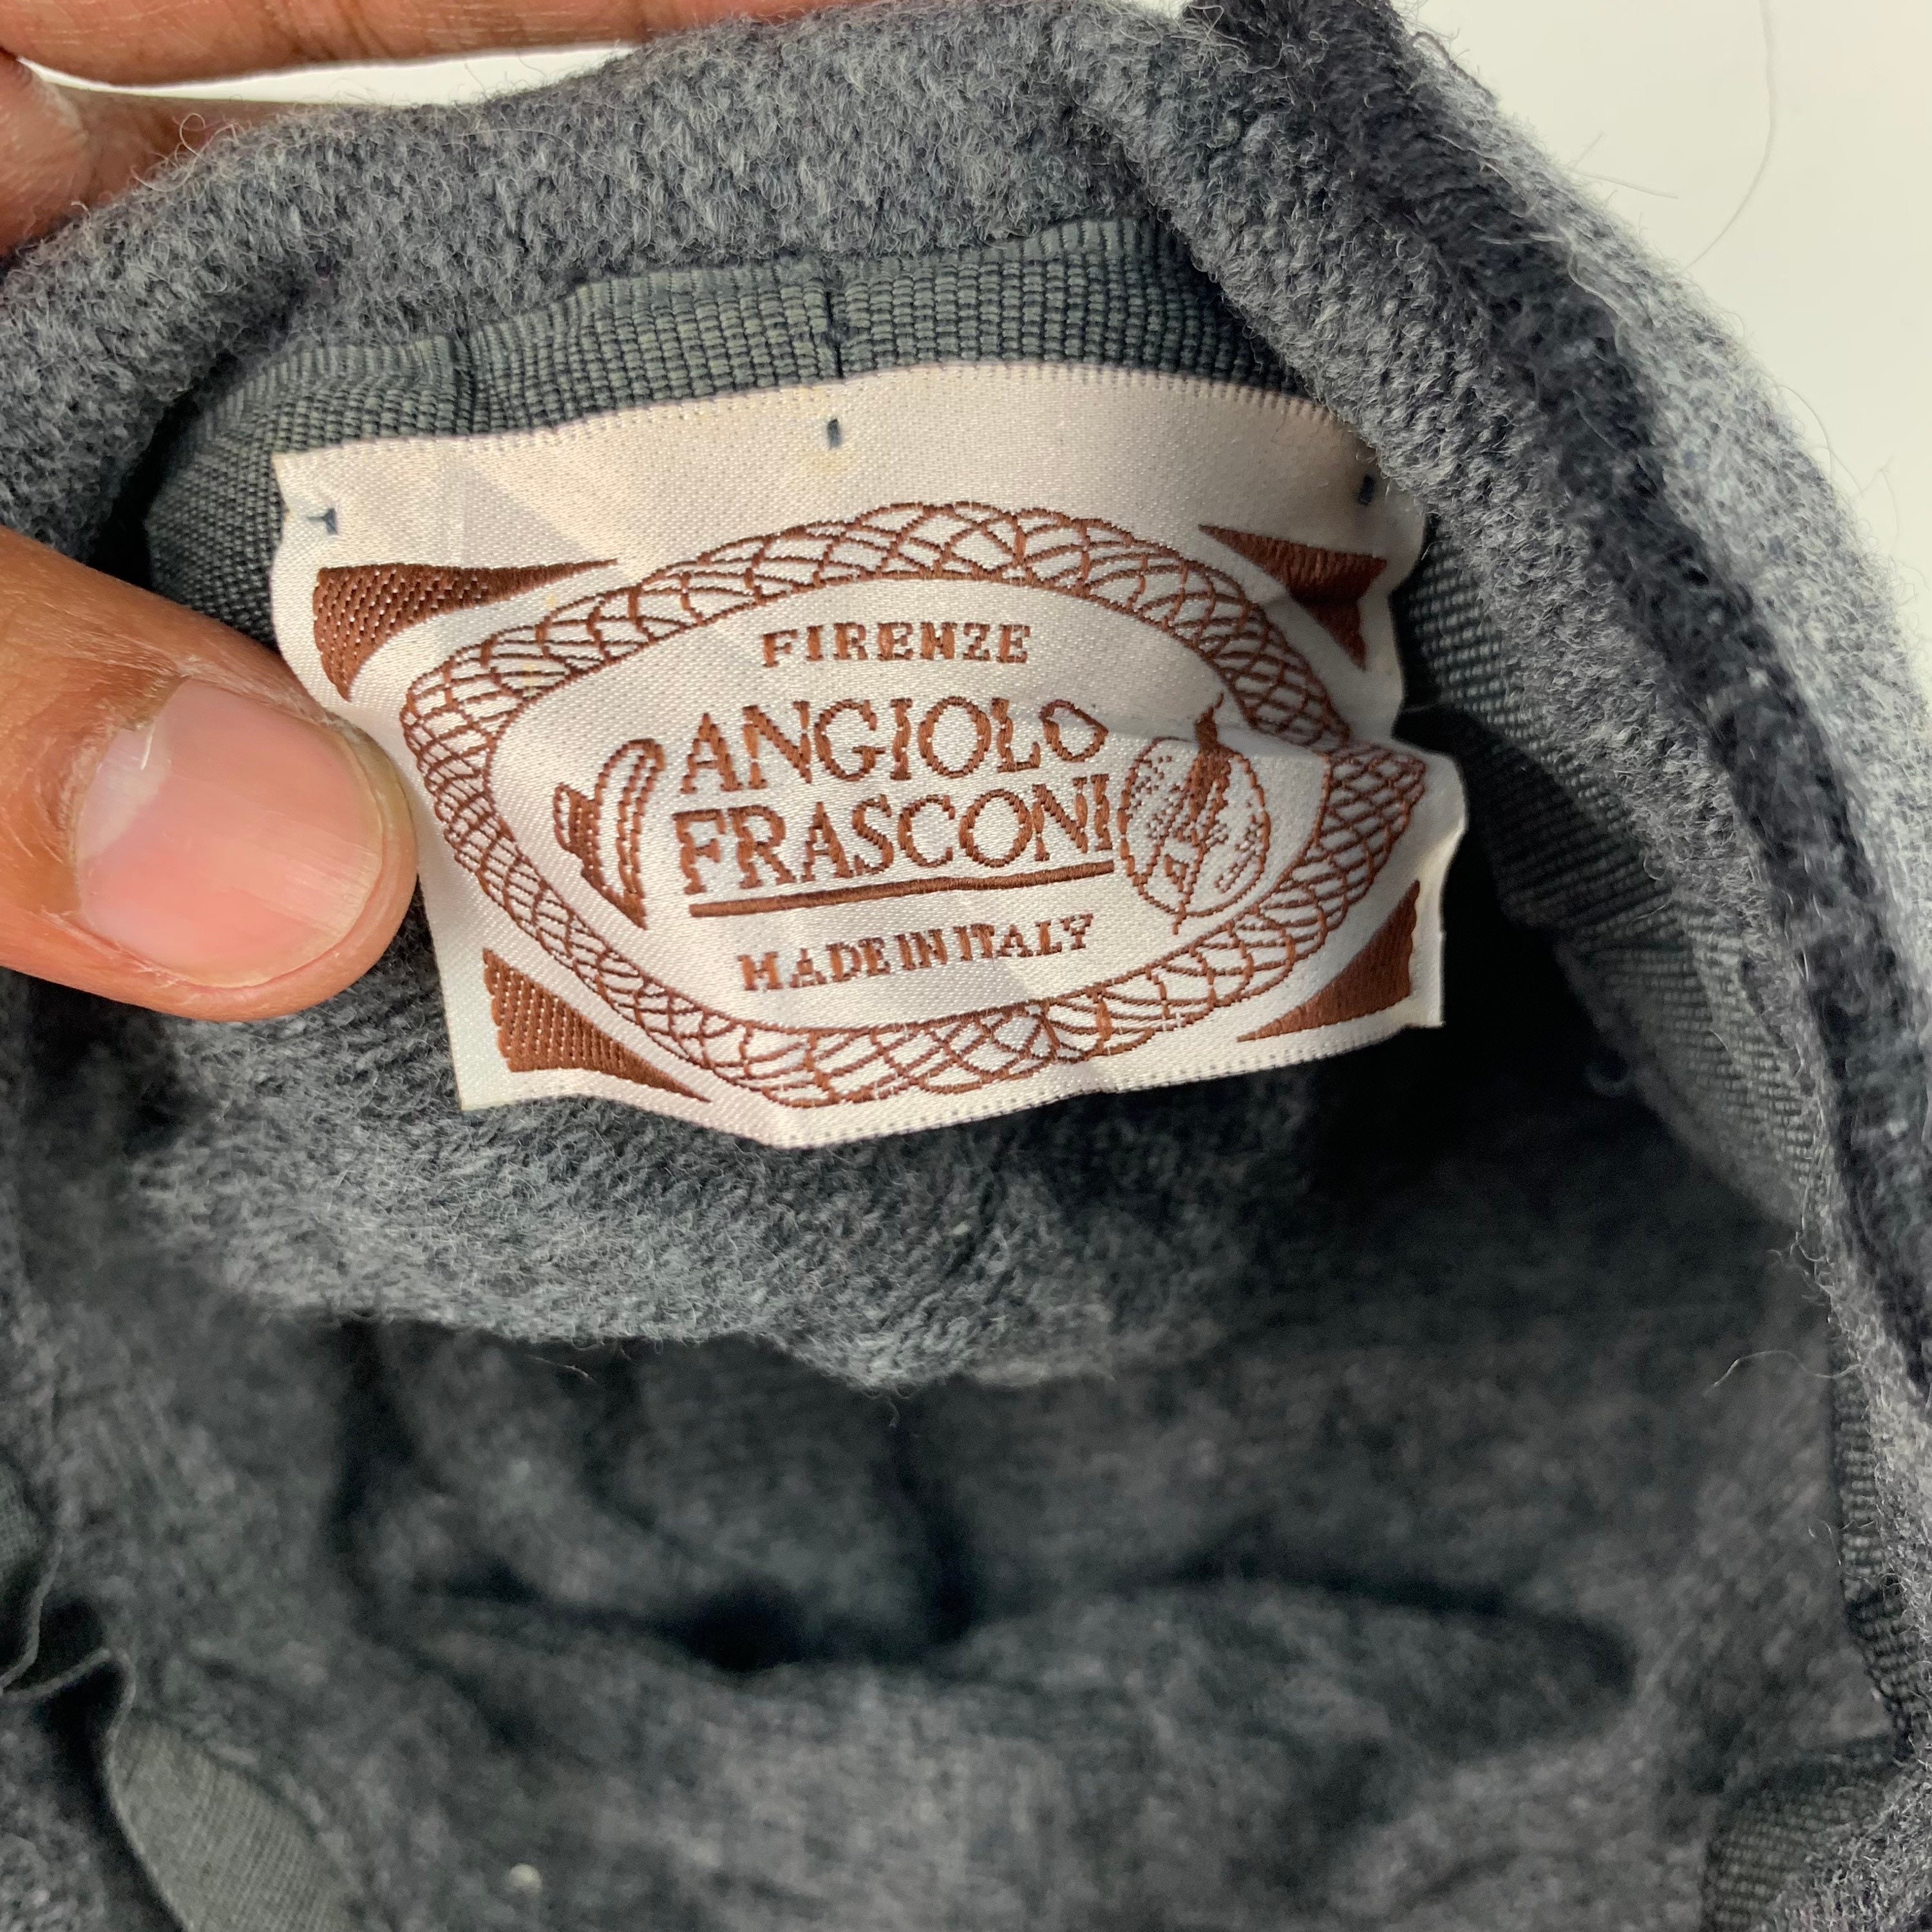 FIRENZE
ANGIOLO
FRASCONI
MADE IN ITALY